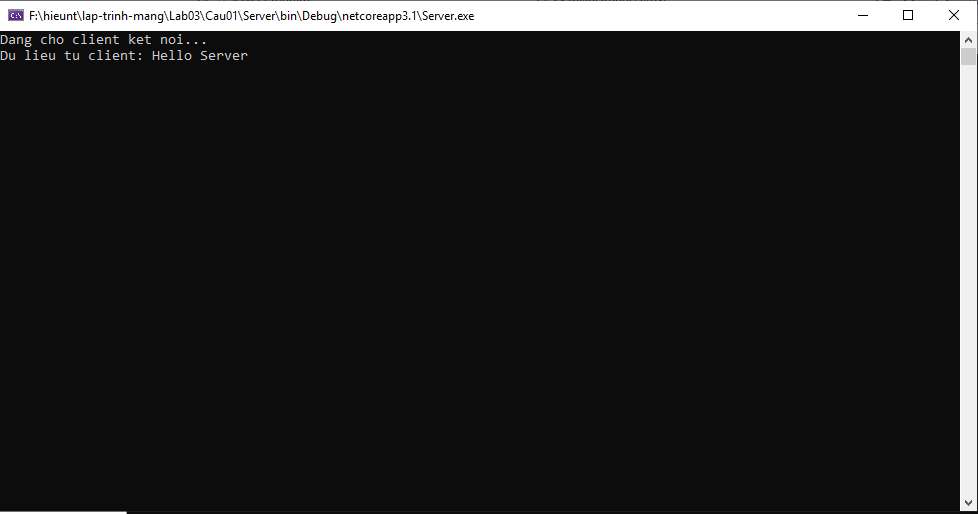 F:\hieunt\lap-trinh-mang\Lab03\Cau01\Server\bin\Debug\netcoreapp3.1\Server.exe
Dang cho client ket noi...
Du lieu tu client: Hello Server